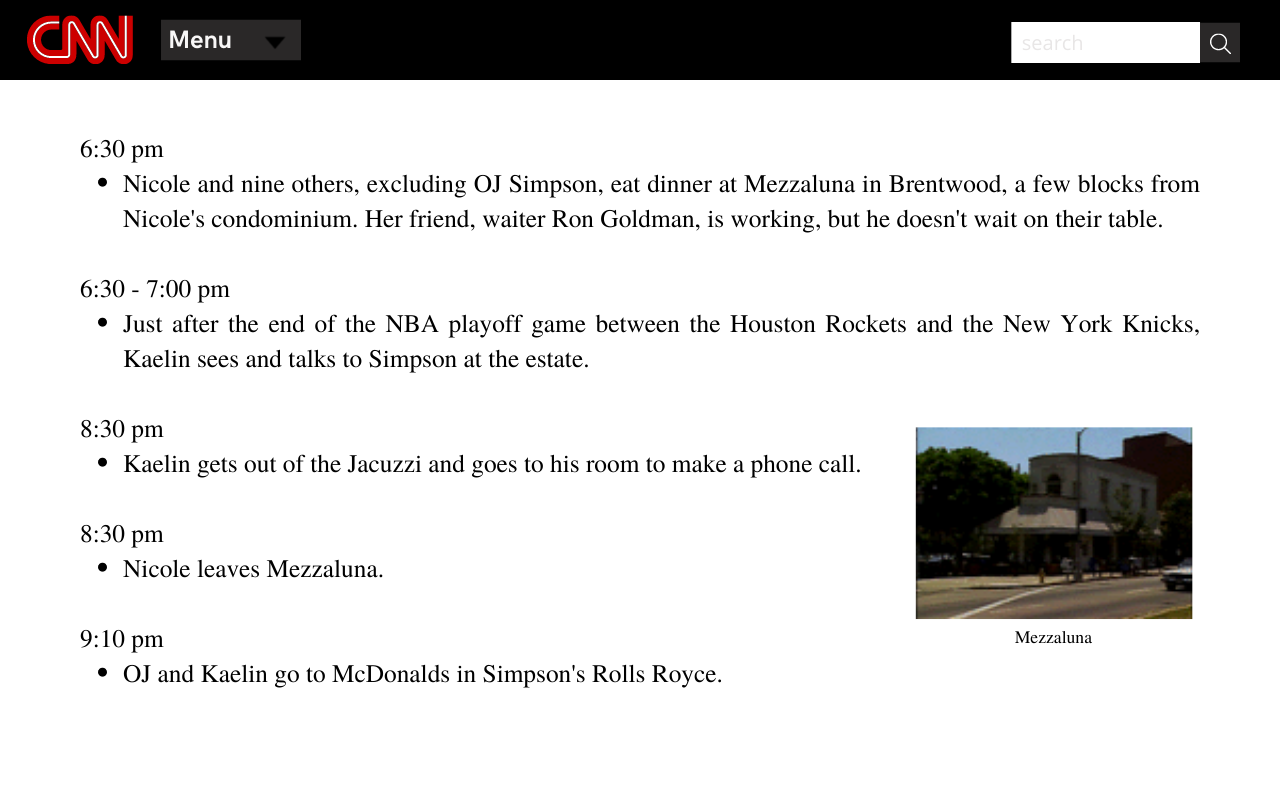 CNN
Menu
search
6:30 pm
• Nicole and nine others, excluding OJ Simpson, eat dinner at Mezzaluna in Brentwood, a few blocks from
Nicole's condominium. Her friend, waiter Ron Goldman, is working, but he doesn't wait on their table.
6:30 - 7:00 pm
• Just after the end of the NBA playoff game between the Houston Rockets and the New York Knicks,
Kaelin sees and talks to Simpson at the estate.
8:30 pm
• Kaelin gets out of the Jacuzzi and goes to his room to make a phone call.
8:30 pm
• Nicole leaves Mezzaluna.
9:10 pm
• OJ and Kaelin go to McDonalds in Simpson's Rolls Royce.
Mezzaluna